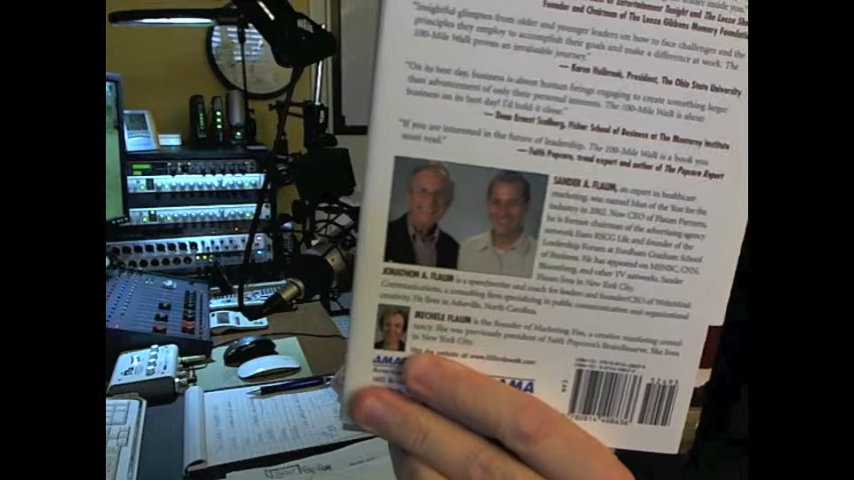 Entertainment Tonight and The Leeza Show
Founder and Chairman of The Leeza Gibbons Memory Foundation
"Insightful glimpses from older and younger leaders on how to face challenges and the
principles they employ to accomplish their goals and make a difference at work. The
100-Mile Walk proves an invaluable journey."
— Karen Holbrook, President, The Ohio State University
"On its best day, business is about human beings engaging to create something larger
than advancement of only their personal interests. The 100-Mile Walk is about
business on its best day! I'd hold it close."
— Dean Ernest Scalberg, Fisher School of Business at The Monterey Institute
"If you are interested in the future of leadership, The 100-Mile Walk is a book you
must read."
— Faith Popcorn, trend expert and author of The Popcorn Report
SANDER A. FLAUM, an expert in healthcare
marketing, was named Man of the Year for the
industry in 2002. Now CEO of Flaum Partners,
he is former chairman of the advertising agency
Euro RSCG Life and founder of the
Leadership Forum at Fordham Graduate School
of Business. He has appeared on MSNBC, CNN,
Bloomberg, and other TV networks. Sander
Flaum lives in New York City.
JONATHON A. FLAUM is a speechwriter and coach for leaders and founder/CEO of WriteMind
Communications, a consulting firm specializing in public communication and organizational
creativity. He lives in Asheville, North Carolina.
MECHELE FLAUM is the founder of Marketing Fire, a creative marketing consul-
tancy. She was previously president of Faith Popcorn's BrainReserve. She lives
in New York City.